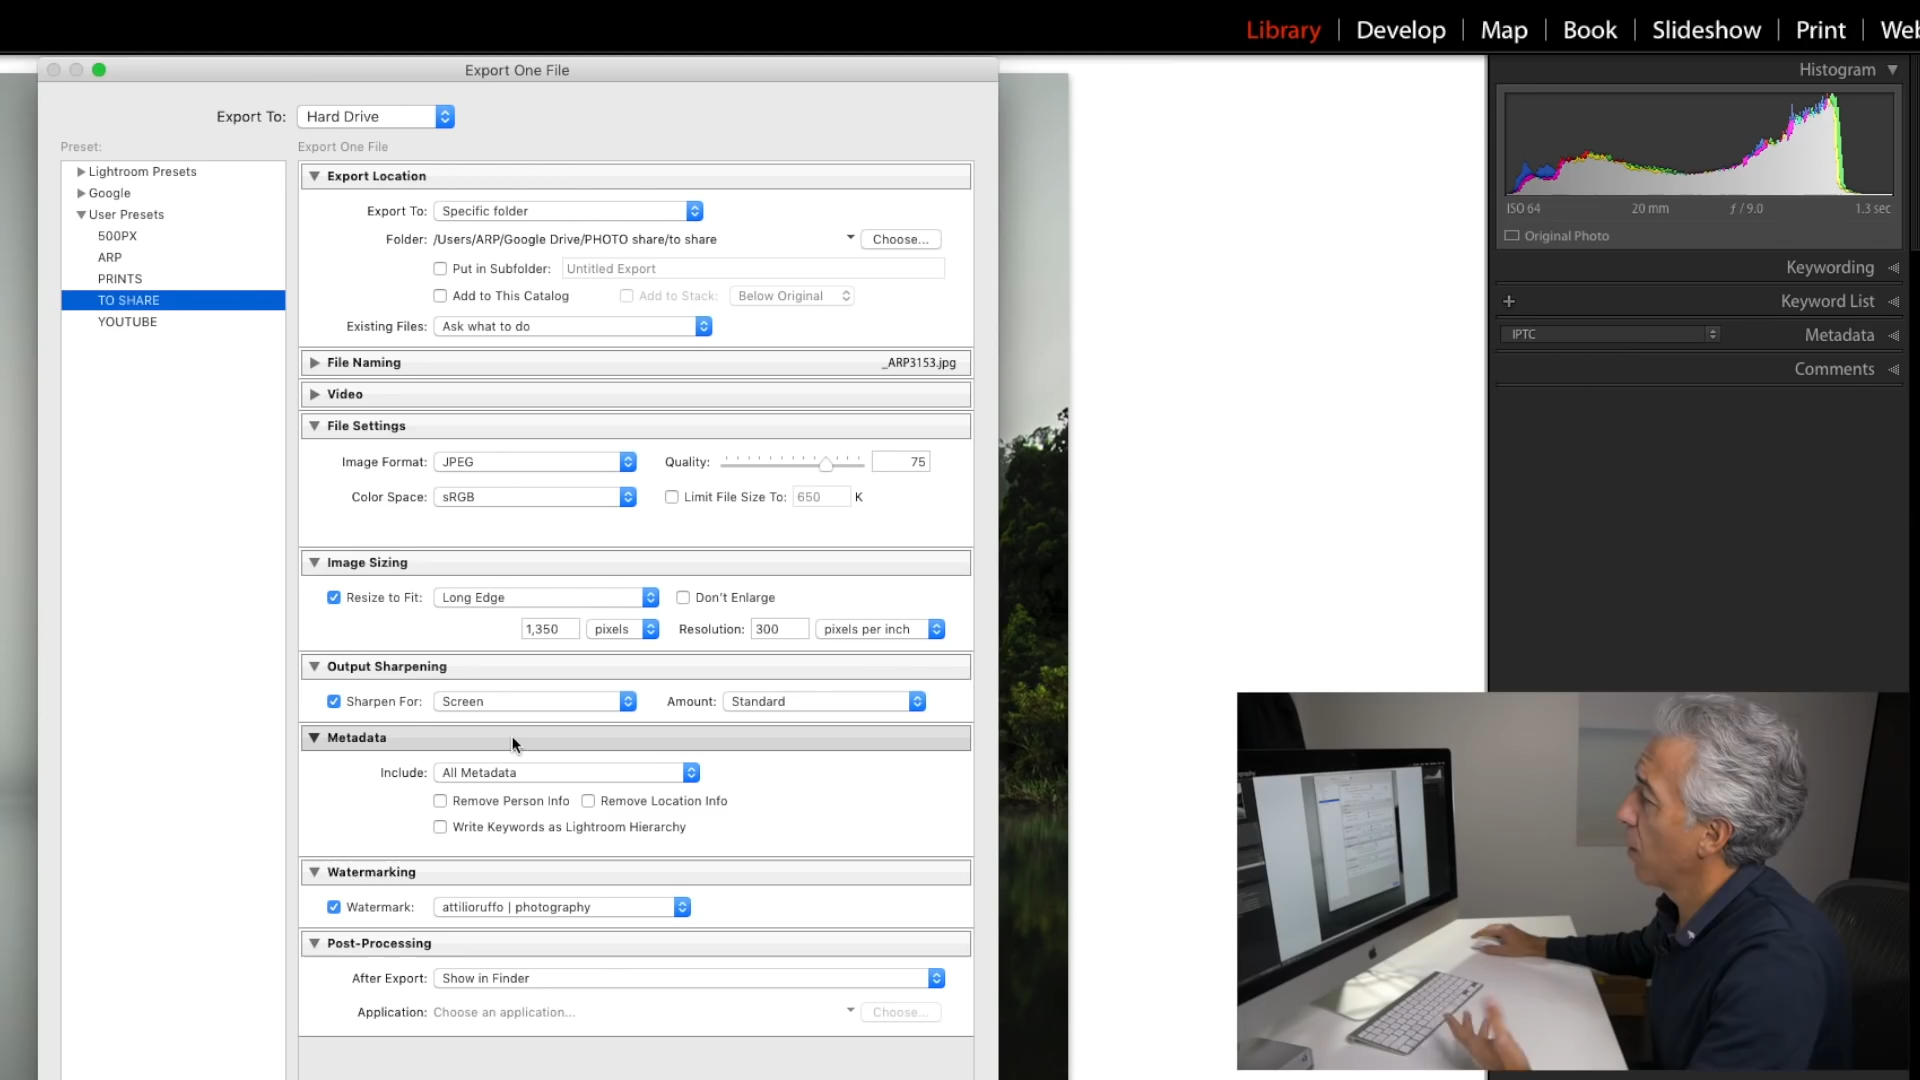 Library | Develop | Map | Book | Slideshow | Print | Web
Export One File
Histogram
Export To: Hard Drive
Preset:
Export One File
Lightroom Presets
Google
User Presets
500PX
ARP
PRINTS
TO SHARE
YOUTUBE
Export Location
Export To: Specific folder
Folder: /Users/ARP/Google Drive/PHOTO share/to share Choose...
Put in Subfolder: Untitled Export
Add to This Catalog Add to Stack: Below Original
Existing Files: Ask what to do
File Naming _ARP3153.jpg
Video
File Settings
Image Format: JPEG Quality: 75
Color Space: sRGB Limit File Size To: 650 K
Image Sizing
Resize to Fit: Long Edge Don't Enlarge
1,350 pixels Resolution: 300 pixels per inch
Output Sharpening
Sharpen For: Screen Amount: Standard
Metadata
Include: All Metadata
Remove Person Info Remove Location Info
Write Keywords as Lightroom Hierarchy
Watermarking
Watermark: attilioruffo | photography
Post-Processing
After Export: Show in Finder
Application: Choose an application... Choose...
ISO 64 20 mm ƒ / 9.0 1.3 sec
Original Photo
Keywording
+ Keyword List
IPTC Metadata
Comments